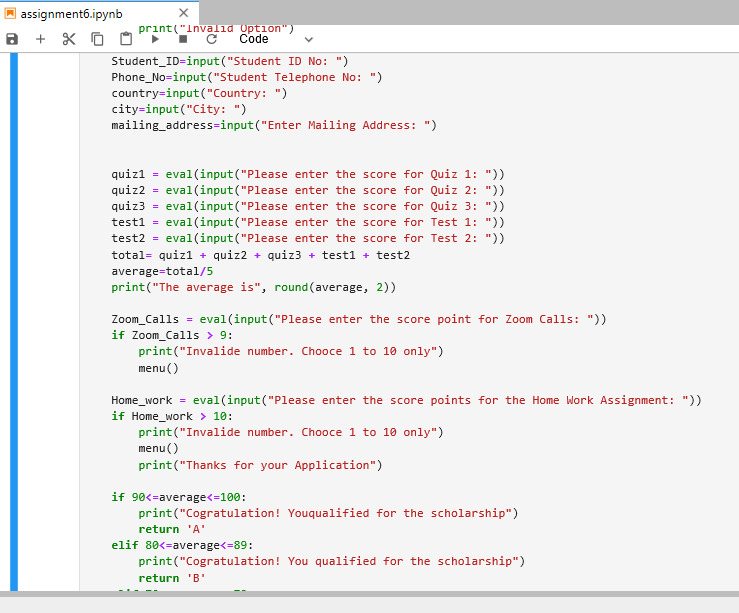 assignment6.ipynb
print("Invalid Option")
Code
Student_ID=input("Student ID No: ")
Phone_No=input("Student Telephone No: ")
country=input("Country: ")
city=input("City: ")
mailing_address=input("Enter Mailing Address: ")
quiz1 = eval(input("Please enter the score for Quiz 1: "))
quiz2 = eval(input("Please enter the score for Quiz 2: "))
quiz3 = eval(input("Please enter the score for Quiz 3: "))
test1 = eval(input("Please enter the score for Test 1: "))
test2 = eval(input("Please enter the score for Test 2: "))
total= quiz1 + quiz2 + quiz3 + test1 + test2
average=total/5
print("The average is", round(average, 2))
Zoom_Calls = eval(input("Please enter the score point for Zoom Calls: "))
if Zoom_Calls > 9:
print("Invalide number. Chooce 1 to 10 only")
menu()
Home_work = eval(input("Please enter the score points for the Home Work Assignment: "))
if Home_work > 10:
print("Invalide number. Chooce 1 to 10 only")
menu()
print("Thanks for your Application")
if 90<=average<=100:
print("Cogratulation! Youqualified for the scholarship")
return 'A'
elif 80<=average<=89:
print("Cogratulation! You qualified for the scholarship")
return 'B'